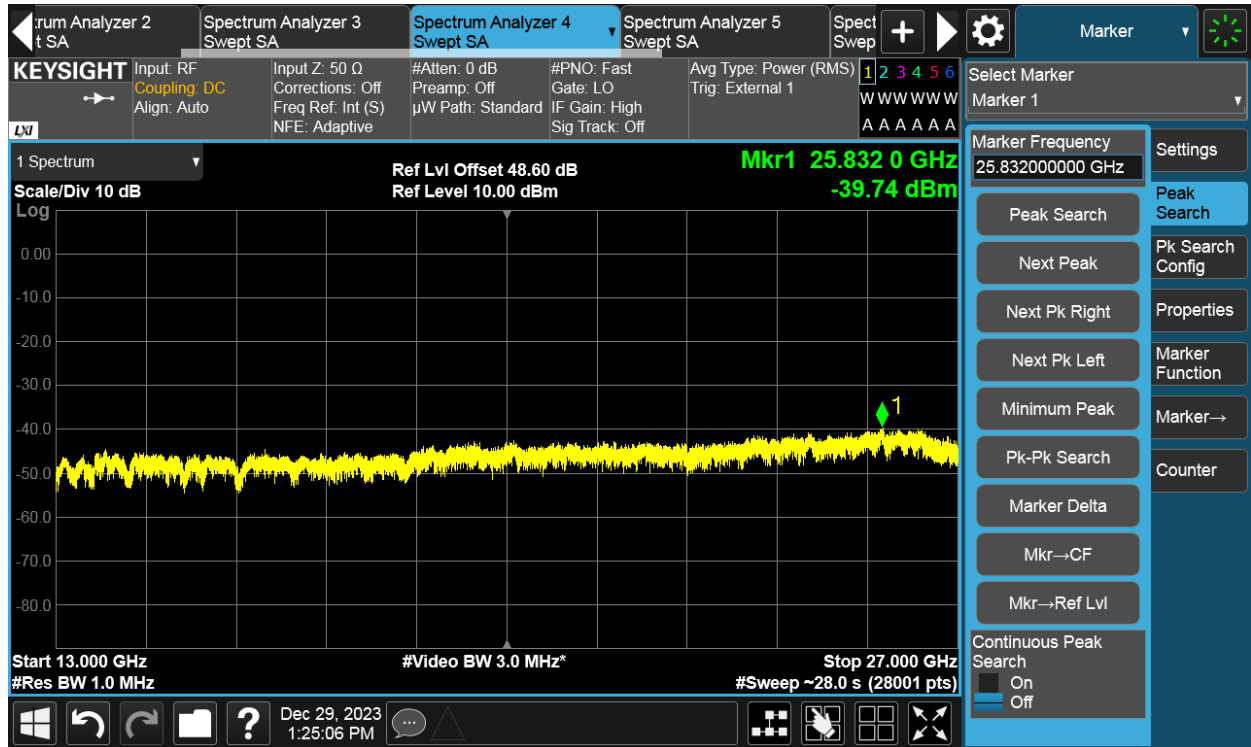 trum Analyzer 2
t SA
Spectrum Analyzer 3
Swept SA
Spectrum Analyzer 4
Swept SA
Spectrum Analyzer 5
Swept SA
Spect
Swep
+
Marker
KEYSIGHT
LXI
Input: RF
Coupling: DC
Align: Auto
Input Z: 50 Ω
Corrections: Off
Freq Ref: Int (S)
NFE: Adaptive
#Atten: 0 dB
Preamp: Off
µW Path: Standard
#PNO: Fast
Gate: LO
IF Gain: High
Sig Track: Off
Avg Type: Power (RMS)
Trig: External 1
1 2 3 4 5 6
W W W W W W
A A A A A A
Select Marker
Marker 1
1 Spectrum
Scale/Div 10 dB
Log
Ref Lvl Offset 48.60 dB
Ref Level 10.00 dBm
Mkr1 25.832 0 GHz
-39.74 dBm
0.00
-10.0
-20.0
-30.0
-40.0
-50.0
-60.0
-70.0
-80.0
1
Start 13.000 GHz
#Res BW 1.0 MHz
#Video BW 3.0 MHz*
Stop 27.000 GHz
#Sweep ~28.0 s (28001 pts)
Marker Frequency
25.832000000 GHz
Peak Search
Next Peak
Next Pk Right
Next Pk Left
Minimum Peak
Pk-Pk Search
Marker Delta
Mkr→CF
Mkr→Ref Lvl
Continuous Peak
Search
On
Off
Settings
Peak
Search
Pk Search
Config
Properties
Marker
Function
Marker→
Counter
?
Dec 29, 2023
1:25:06 PM